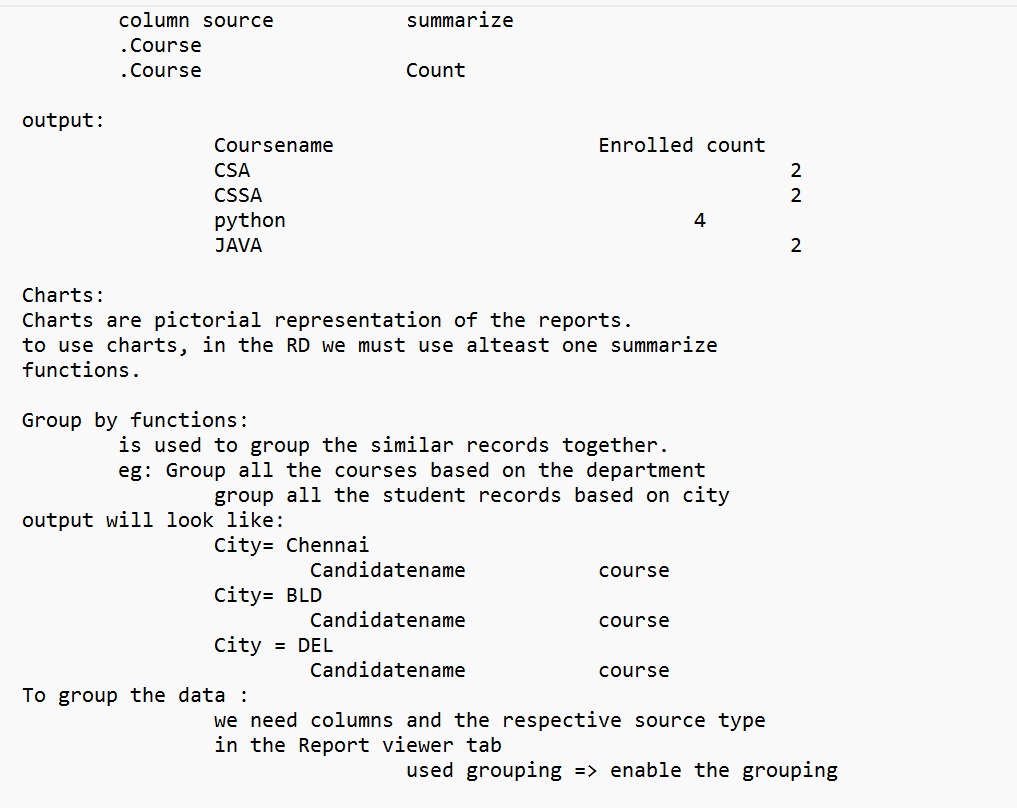 column source summarize
.Course
.Course Count
output:
Coursename Enrolled count
CSA 2
CSSA 2
python 4
JAVA 2
Charts:
Charts are pictorial representation of the reports.
to use charts, in the RD we must use alteast one summarize
functions.
Group by functions:
is used to group the similar records together.
eg: Group all the courses based on the department
group all the student records based on city
output will look like:
City= Chennai
Candidatename course
City= BLD
Candidatename course
City = DEL
Candidatename course
To group the data :
we need columns and the respective source type
in the Report viewer tab
used grouping => enable the grouping